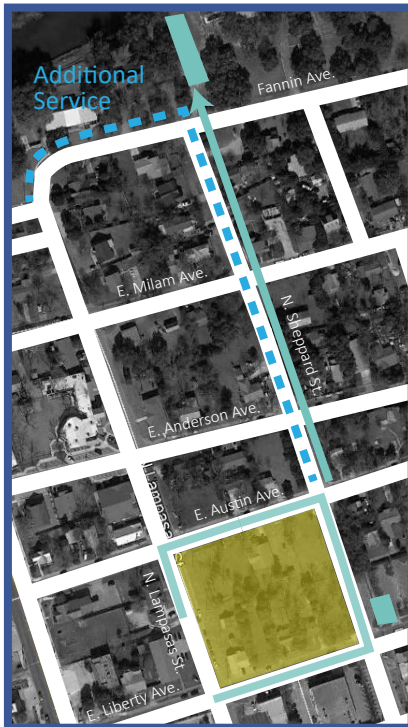 Additional
Service
Fannin Ave.
E. Milam Ave.
N. Sheppard St.
E. Anderson Ave.
E. Austin Ave.
N. Lampasas St.
E. Liberty Ave.